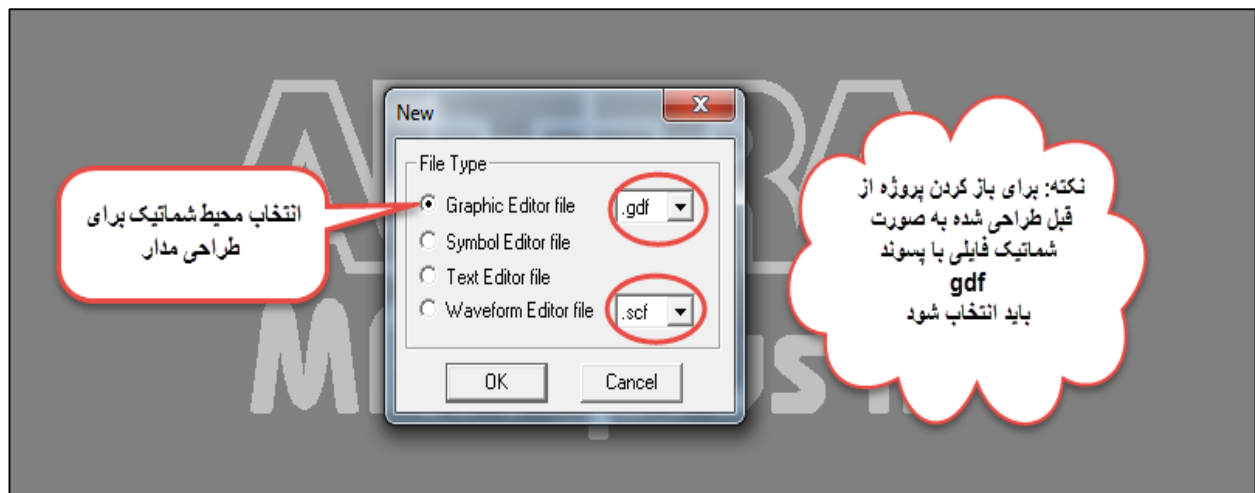 New
File Type
Graphic Editor file
.gdf
Symbol Editor file
Text Editor file
Waveform Editor file
.scf
OK
Cancel
انتخاب محیط شماتیک برای
طراحی مدار
نکته: برای باز کردن پروژه از
قبل طراحی شده به صورت
شماتیک فایلی با پسوند
gdf
باید انتخاب شود